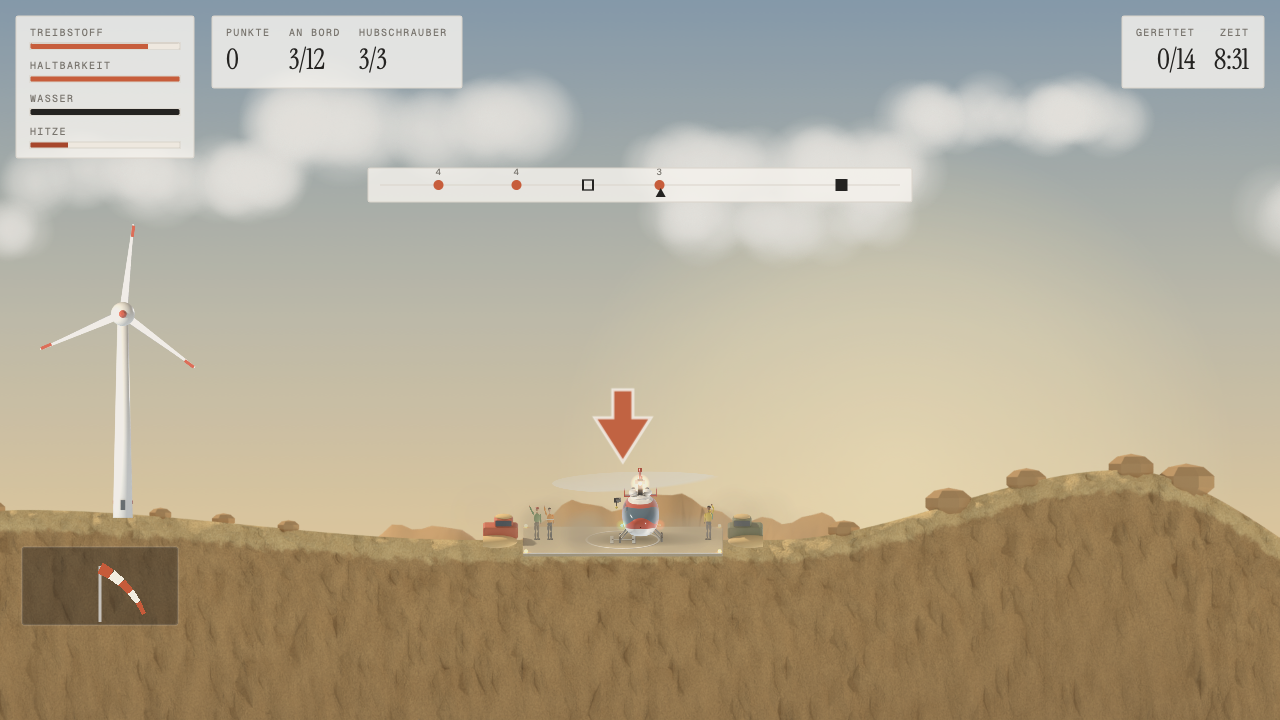 TREIBSTOFF
HALTBARKEIT
WASSER
HITZE
PUNKTE AN BORD HUBSCHRAUBER
0 3/12 3/3
GERETTET ZEIT
0/14 8:31
4 4 3